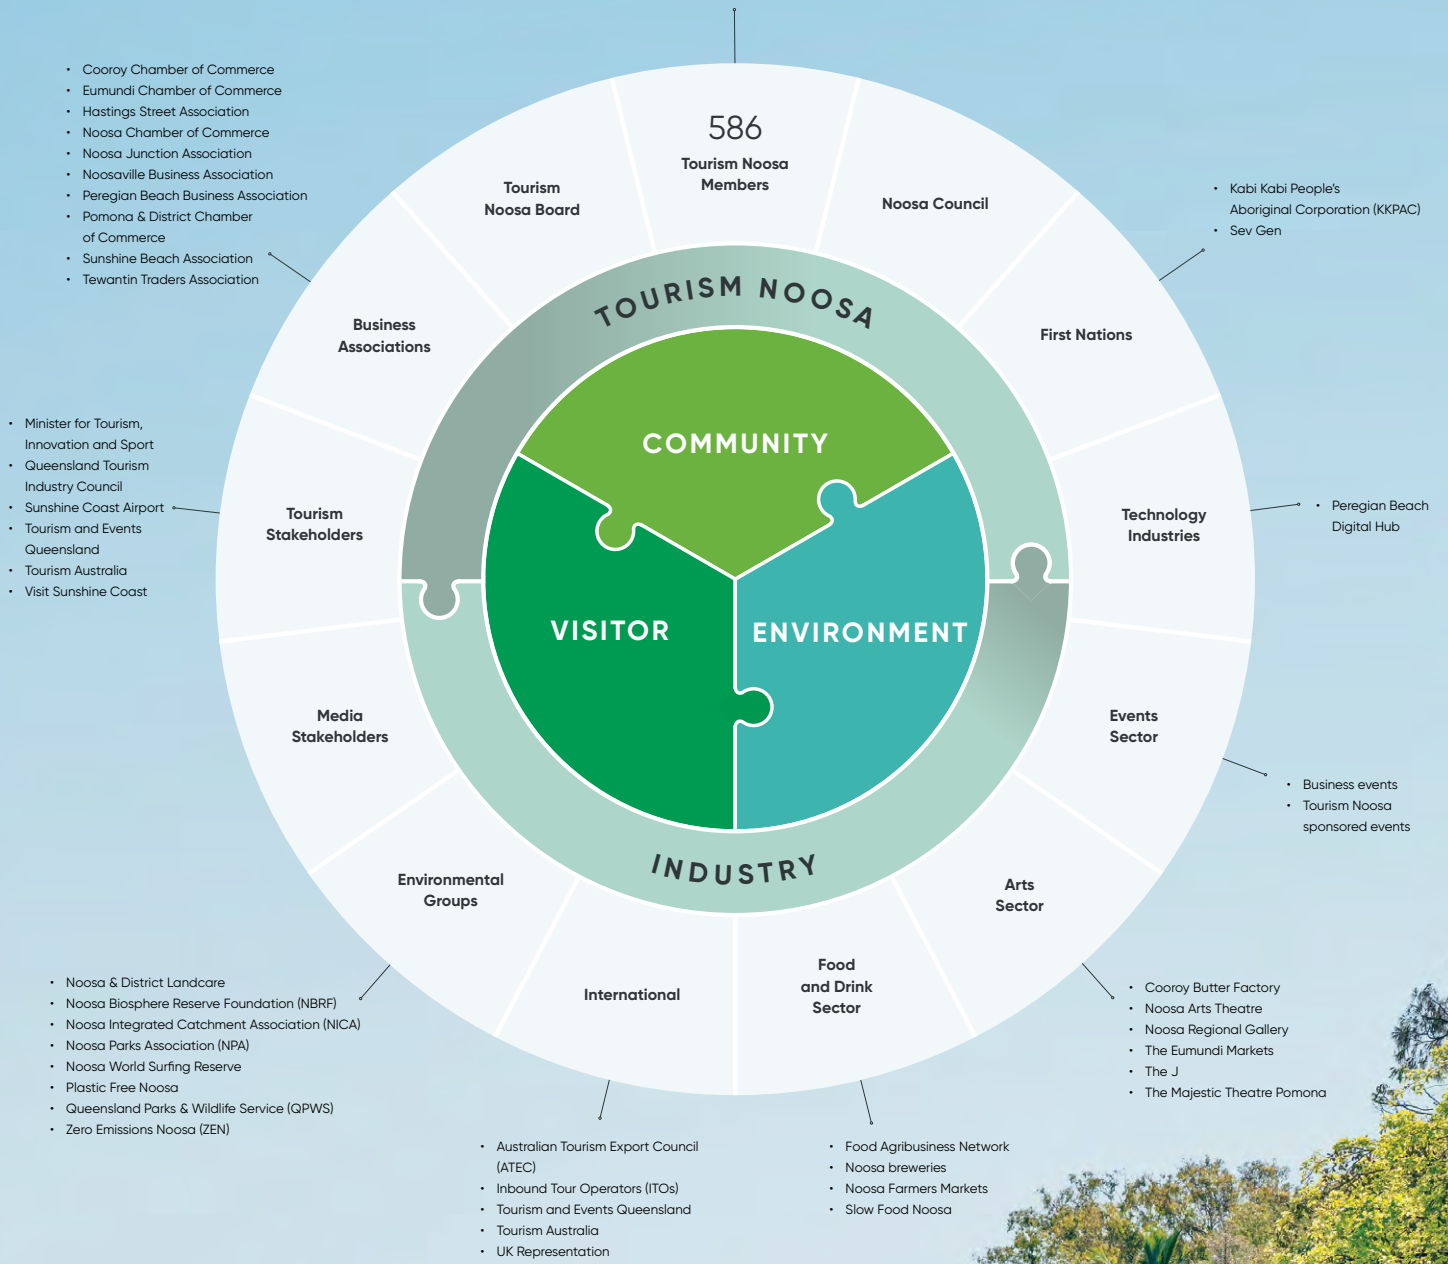 586
Tourism Noosa
Members
Tourism
Noosa Board
Noosa Council
• Cooroy Chamber of Commerce
• Eumundi Chamber of Commerce
• Hastings Street Association
• Noosa Chamber of Commerce
• Noosa Junction Association
• Noosaville Business Association
• Peregian Beach Business Association
• Pomona & District Chamber
of Commerce
• Sunshine Beach Association
• Tewantin Traders Association
• Kabi Kabi People's
Aboriginal Corporation (KKPAC)
• Sev Gen
TOURISM NOOSA
Business
Associations
First Nations
• Minister for Tourism,
Innovation and Sport
• Queensland Tourism
Industry Council
• Sunshine Coast Airport
• Tourism and Events
Queensland
• Tourism Australia
• Visit Sunshine Coast
COMMUNITY
Tourism
Stakeholders
Technology
Industries
• Peregian Beach
Digital Hub
VISITOR
ENVIRONMENT
Media
Stakeholders
Events
Sector
• Business events
• Tourism Noosa
sponsored events
INDUSTRY
Environmental
Groups
Arts
Sector
International
Food
and Drink
Sector
• Noosa & District Landcare
• Noosa Biosphere Reserve Foundation (NBRF)
• Noosa Integrated Catchment Association (NICA)
• Noosa Parks Association (NPA)
• Noosa World Surfing Reserve
• Plastic Free Noosa
• Queensland Parks & Wildlife Service (QPWS)
• Zero Emissions Noosa (ZEN)
• Cooroy Butter Factory
• Noosa Arts Theatre
• Noosa Regional Gallery
• The Eumundi Markets
• The J
• The Majestic Theatre Pomona
• Australian Tourism Export Council
(ATEC)
• Inbound Tour Operators (ITOs)
• Tourism and Events Queensland
• Tourism Australia
• UK Representation
• Food Agribusiness Network
• Noosa breweries
• Noosa Farmers Markets
• Slow Food Noosa